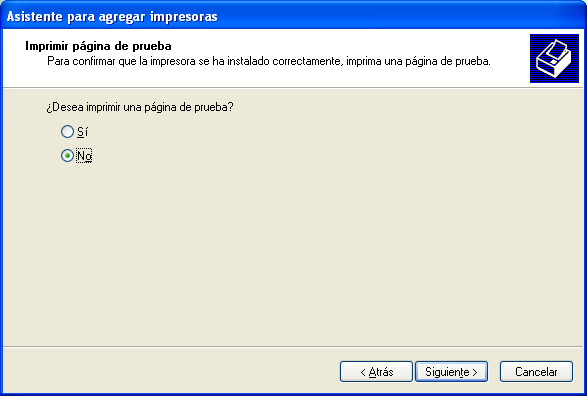 Asistente para agregar impresoras
Imprimir página de prueba
Para confirmar que la impresora se ha instalado correctamente, imprima una página de prueba.
¿Desea imprimir una página de prueba?
Sí
No
< Atrás
Siguiente >
Cancelar